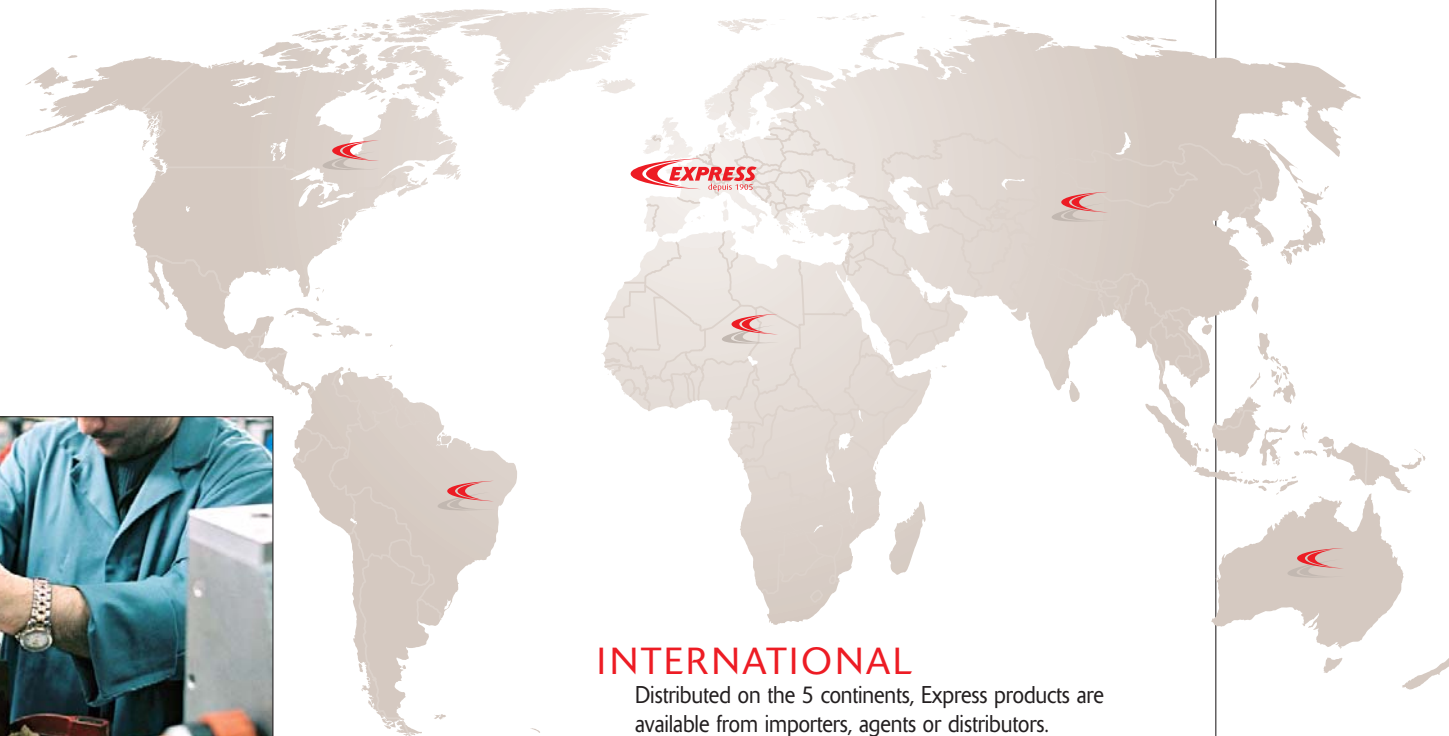 EXPRESS
depuis 1905
INTERNATIONAL
Distributed on the 5 continents, Express products are
available from importers, agents or distributors.